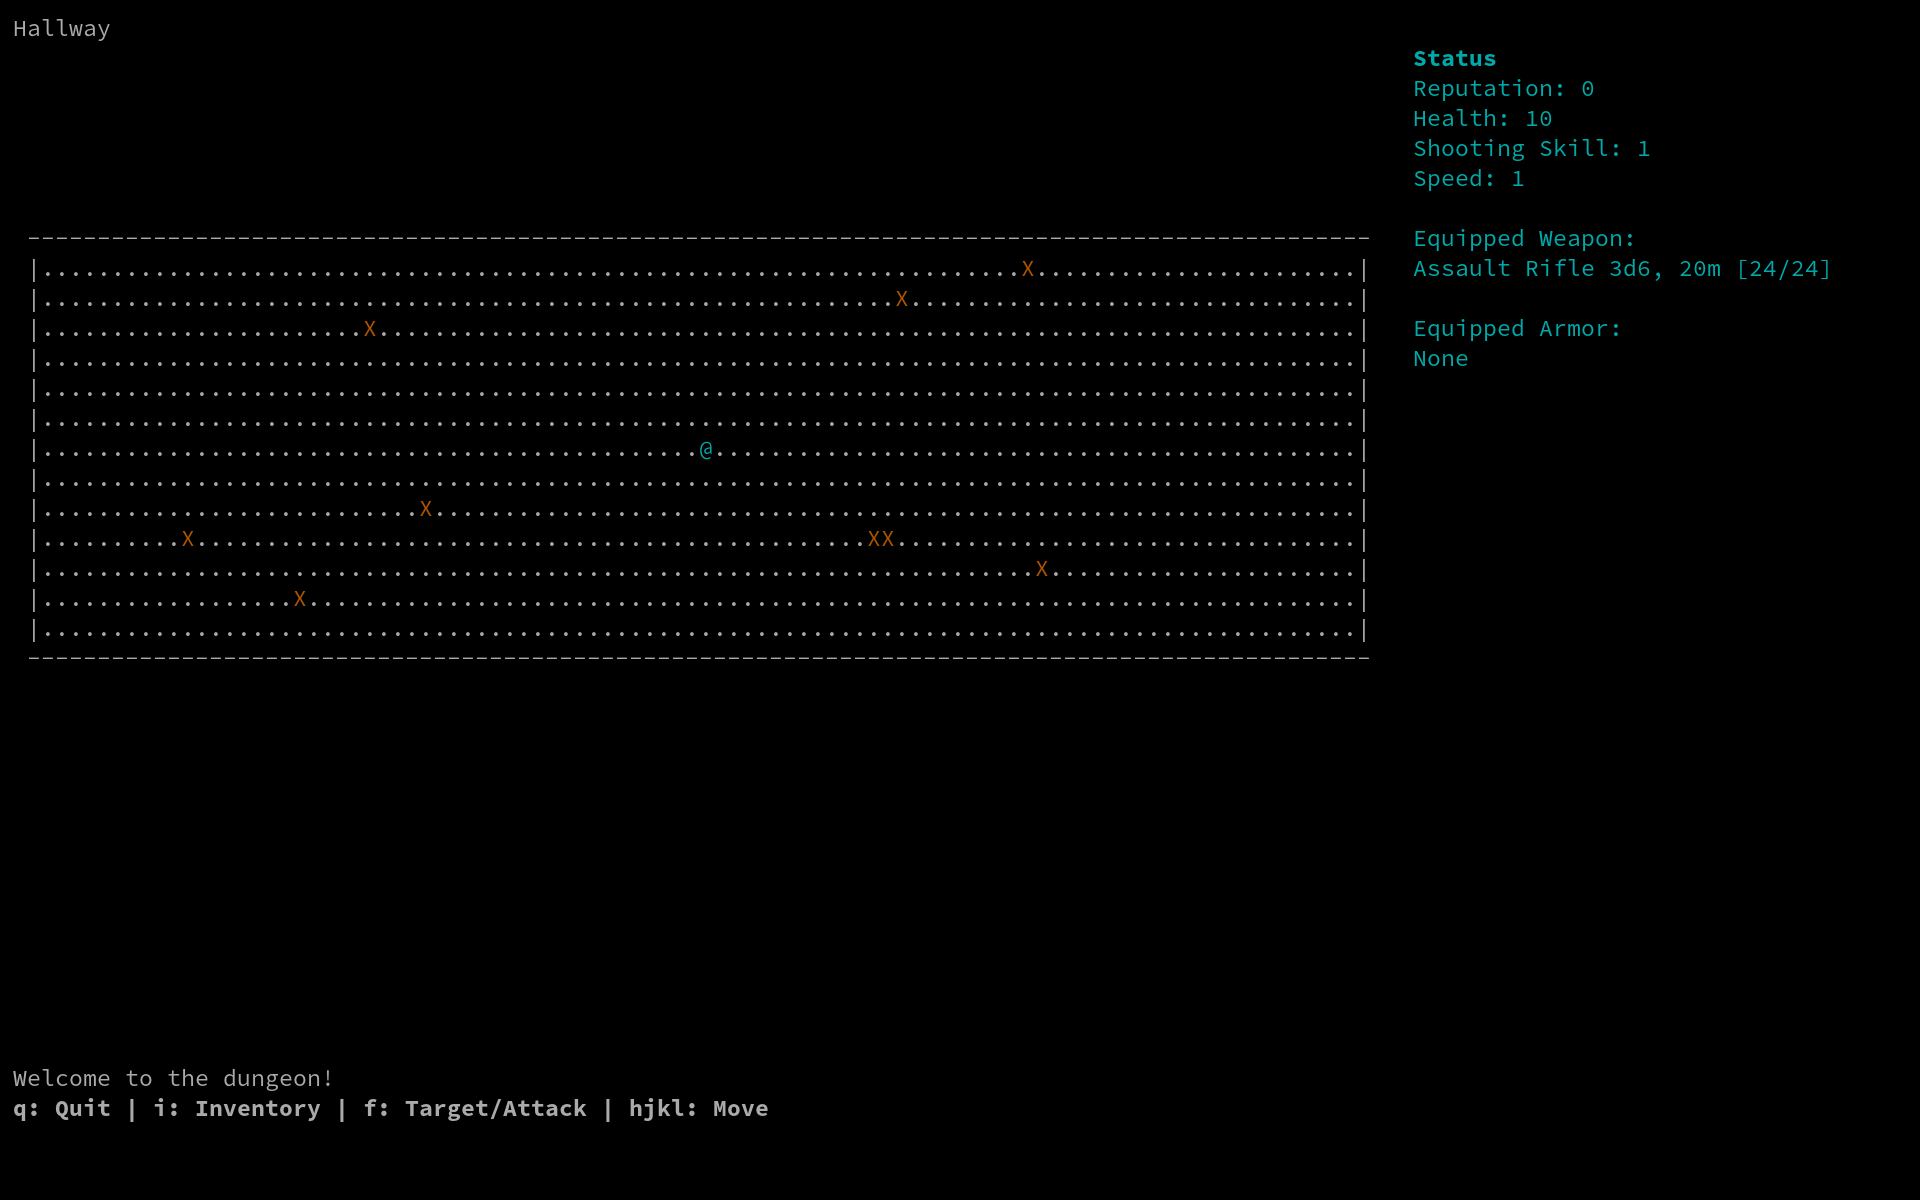 Hallway
------------------------------------------------------------------------------------------------
|......................................................................X.......................|
|.............................................................X................................|
|.......................X......................................................................|
|..............................................................................................|
|..............................................................................................|
|..............................................................................................|
|...............................................@..............................................|
|..............................................................................................|
|...........................X..................................................................|
|..........X................................................XX.................................|
|.......................................................................X......................|
|..................X...........................................................................|
|..............................................................................................|
------------------------------------------------------------------------------------------------
Status
Reputation: 0
Health: 10
Shooting Skill: 1
Speed: 1
Equipped Weapon:
Assault Rifle 3d6, 20m [24/24]
Equipped Armor:
None
Welcome to the dungeon!
q: Quit | i: Inventory | f: Target/Attack | hjkl: Move